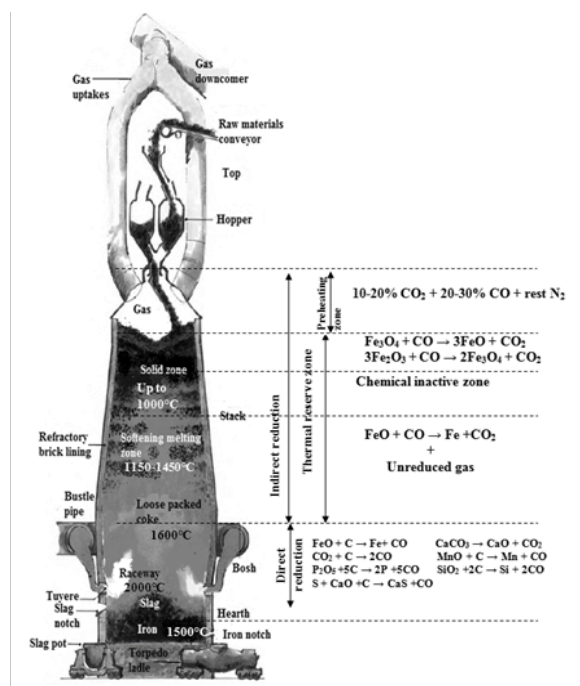 Gas
downcomer
Gas
uptakes
Raw materials
conveyor
Top
Hopper
Gas
Preheating
zone
10-20% CO₂ + 20-30% CO + rest N₂
Fe₃O₄ + CO → 3FeO + CO₂
3Fe₂O₃ + CO → 2Fe₃O₄ + CO₂
Solid zone
Chemical inactive zone
Up to
1000°C
Stack
Indirect reduction
Thermal reserve zone
Refractory
brick lining
Softening melting
zone
1150-1450°C
FeO + CO → Fe +CO₂
+
Unreduced gas
Bustle
pipe
Loose packed
coke
1600°C
Direct
reduction
FeO + C → Fe+ CO
CaCO₃ → CaO + CO₂
CO₂ + C → 2CO
MnO + C → Mn + CO
P₂O₅ +5C → 2P +5CO
SiO₂ +2C → Si + 2CO
S + CaO +C → CaS +CO
Raceway
2000°C
Bosh
Tuyere
Slag
notch
Slag
Hearth
Iron 1500°C
Iron notch
Slag pot
Torpedo
ladle